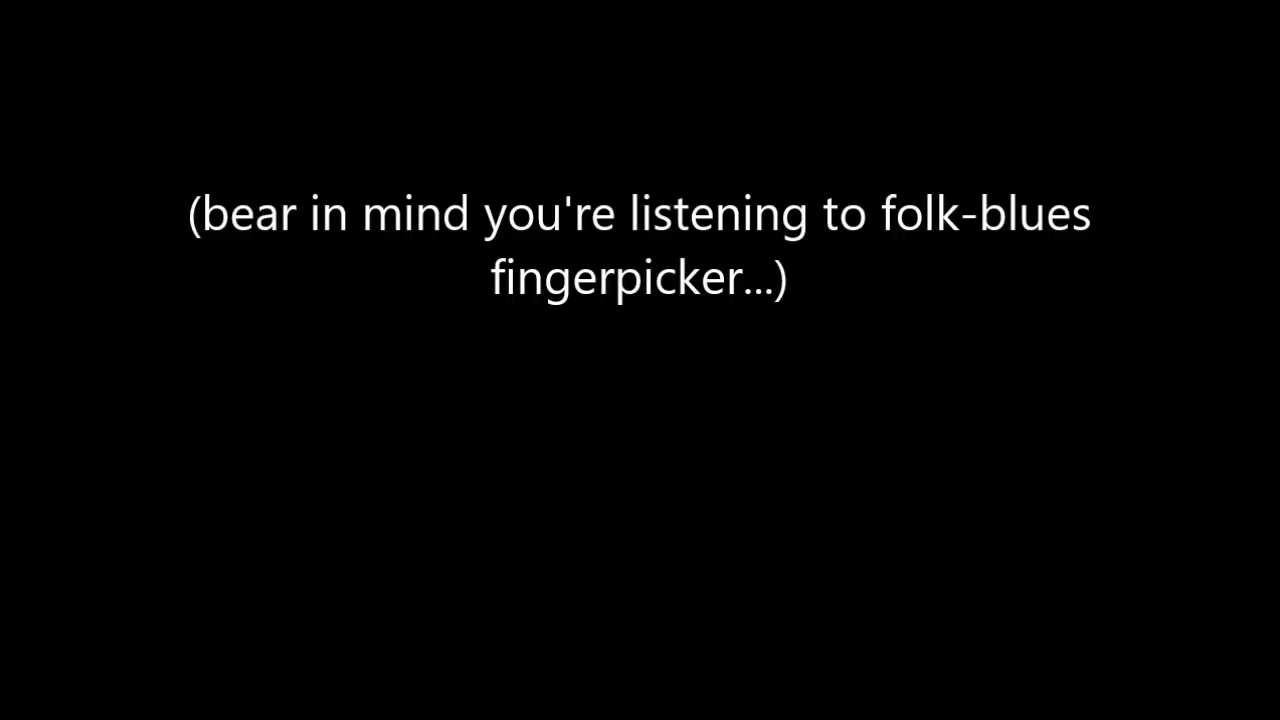 (bear in mind you're listening to folk-blues
fingerpicker...)